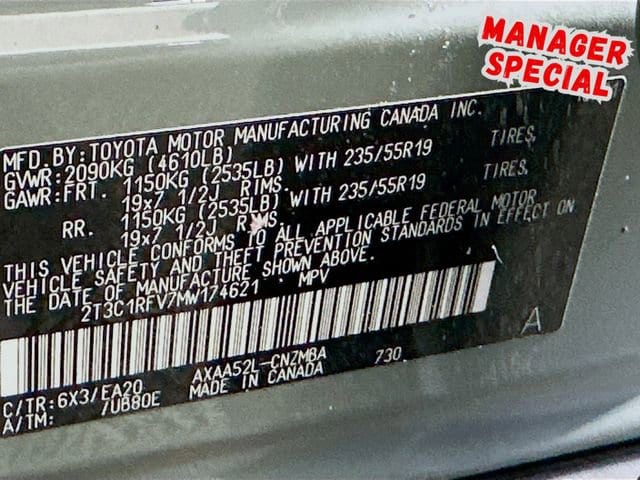 MANAGER
SPECIAL
MFD. BY: TOYOTA MOTOR MANUFACTURING CANADA INC.
GVWR: 2090KG (4610LB)
GAWR: FRT. 1150KG (2535LB) WITH 235/55R19 TIRES,
19x7 1/2J RIMS.
RR. 1150KG (2535LB) WITH 235/55R19 TIRES,
19x7 1/2J RIMS
THIS VEHICLE CONFORMS TO ALL APPLICABLE FEDERAL MOTOR
VEHICLE SAFETY AND THEFT PREVENTION STANDARDS IN EFFECT ON
THE DATE OF MANUFACTURE SHOWN ABOVE.
2T3C1RFV7MW174621 MPV
C/TR: 6X3/EA20 AXAA52L-CNZMBA 730
A/TM: /UB80E MADE IN CANADA
A